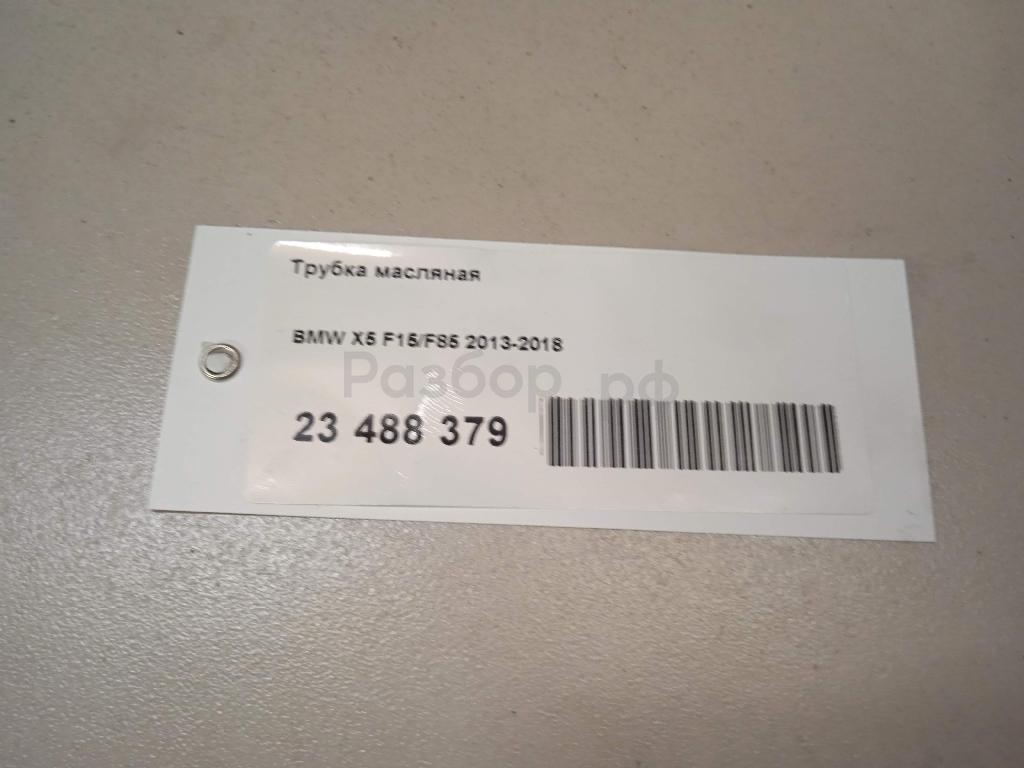 Трубка масляная
BMW X5 F15/F85 2013-2018
Разбор.рф
23 488 379